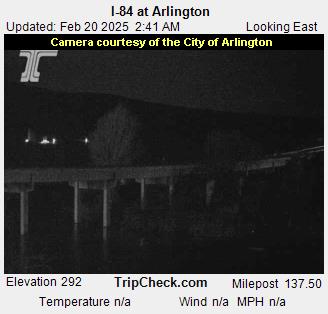 I-84 at Arlington
Updated: Feb 20 2025 2:41 AM Looking East
Camera courtesy of the City of Arlington
Elevation 292 TripCheck.com Milepost 137.50
Temperature n/a Wind n/a MPH n/a